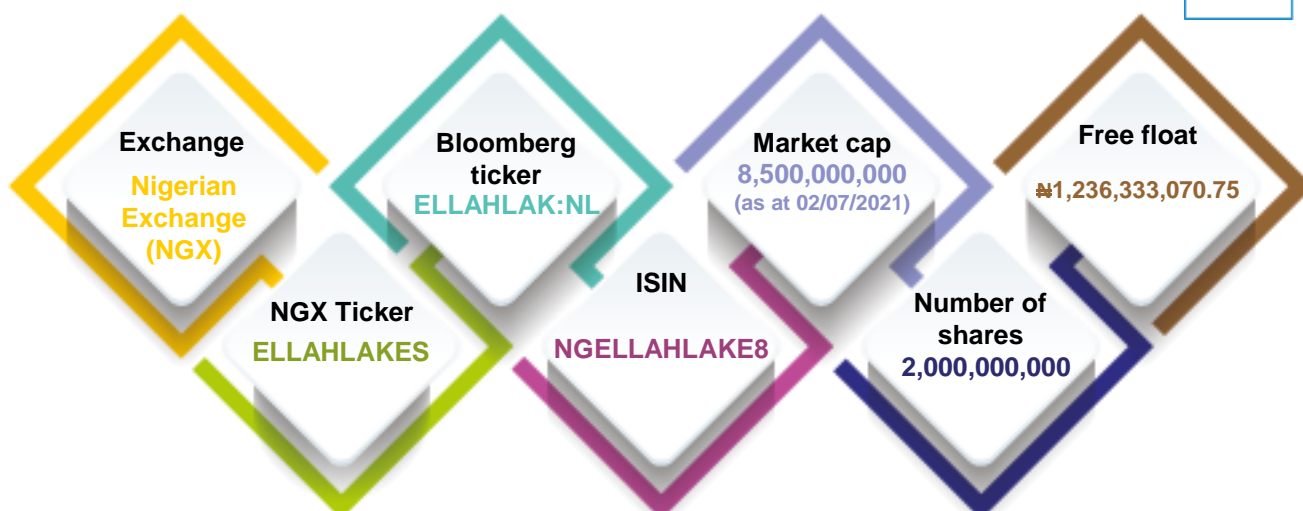 Exchange
Nigerian
Exchange
(NGX)
NGX Ticker
ELLAHLAKES
Bloomberg
ticker
ELLAHLAK:NL
ISIN
NGELLAHLAKE8
Market cap
8,500,000,000
(as at 02/07/2021)
Number of
shares
2,000,000,000
Free float
₦1,236,333,070.75